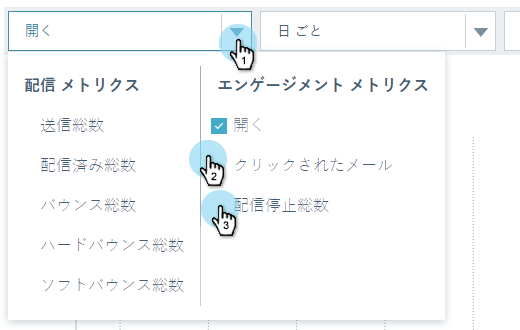 開く
日 ごと
1
配信 メトリクス
送信総数
配信済み総数
バウンス総数
ハードバウンス総数
ソフトバウンス総数
エンゲージメント メトリクス
開く
クリックされたメール
2
配信停止総数
3